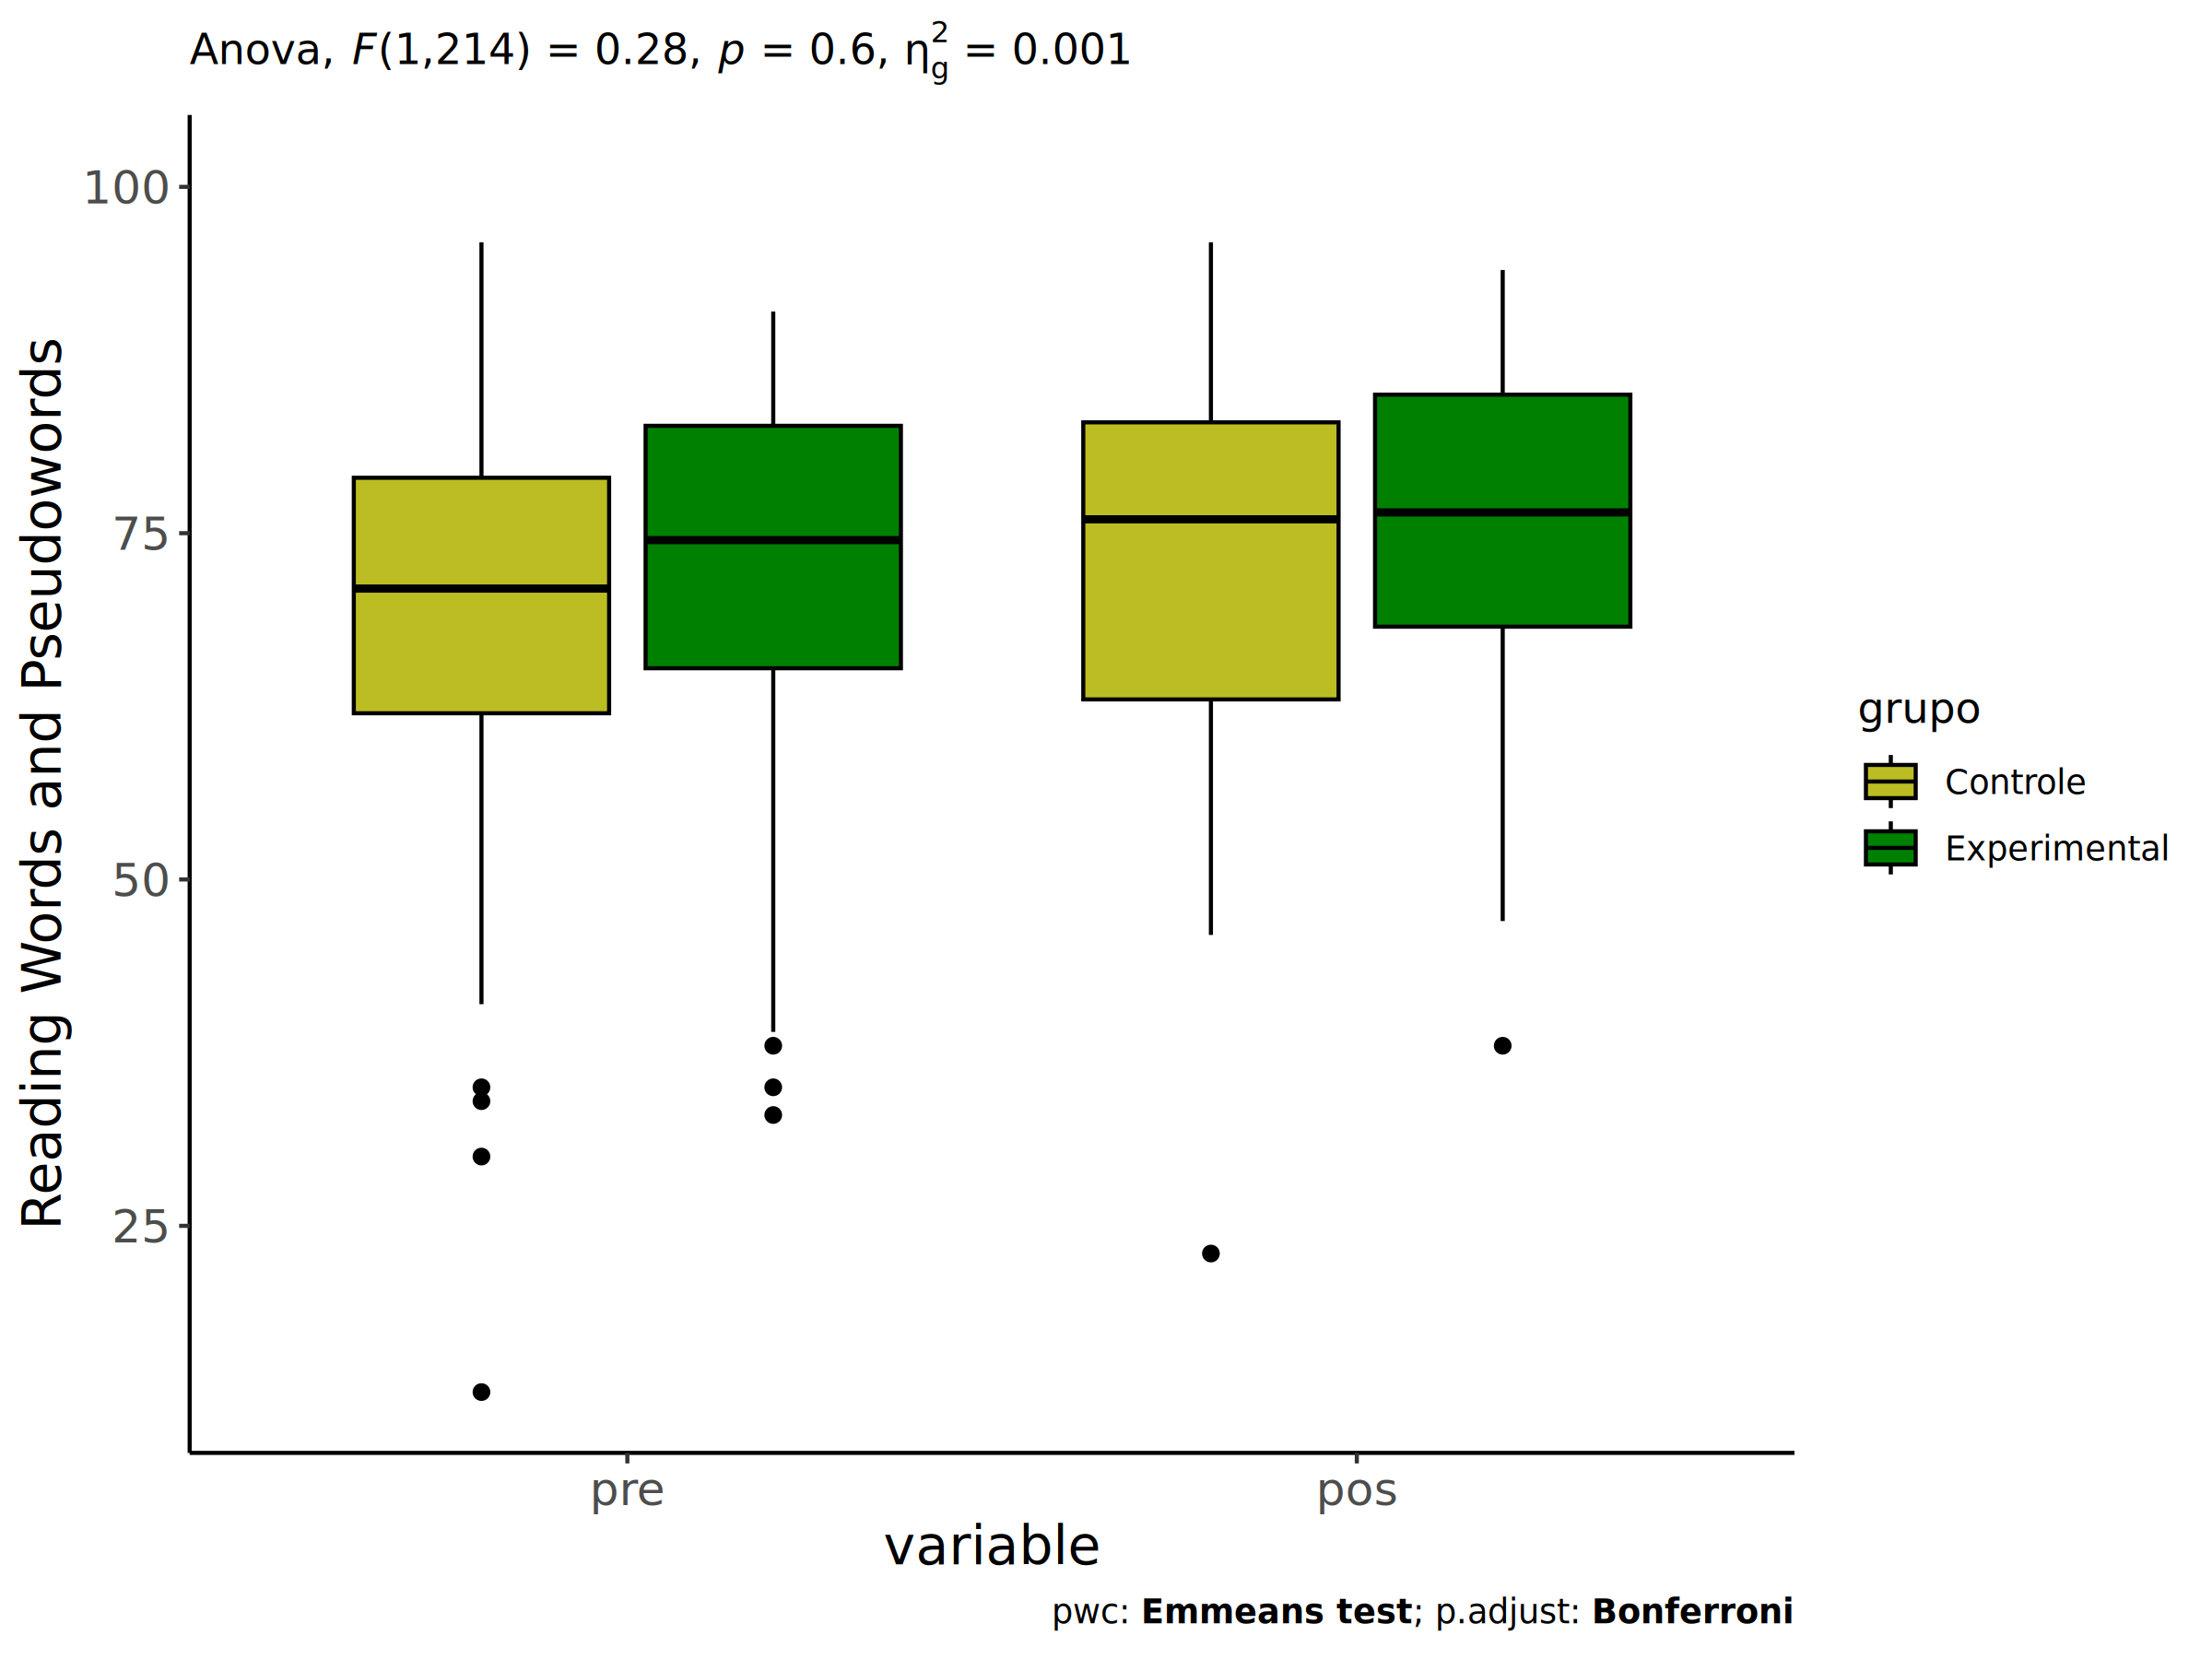 Anova, F(1,214) = 0.28, p = 0.6, η²g = 0.001
Reading Words and Pseudowords
100
75
50
25
pre
pos
variable
grupo
Controle
Experimental
pwc: Emmeans test; p.adjust: Bonferroni